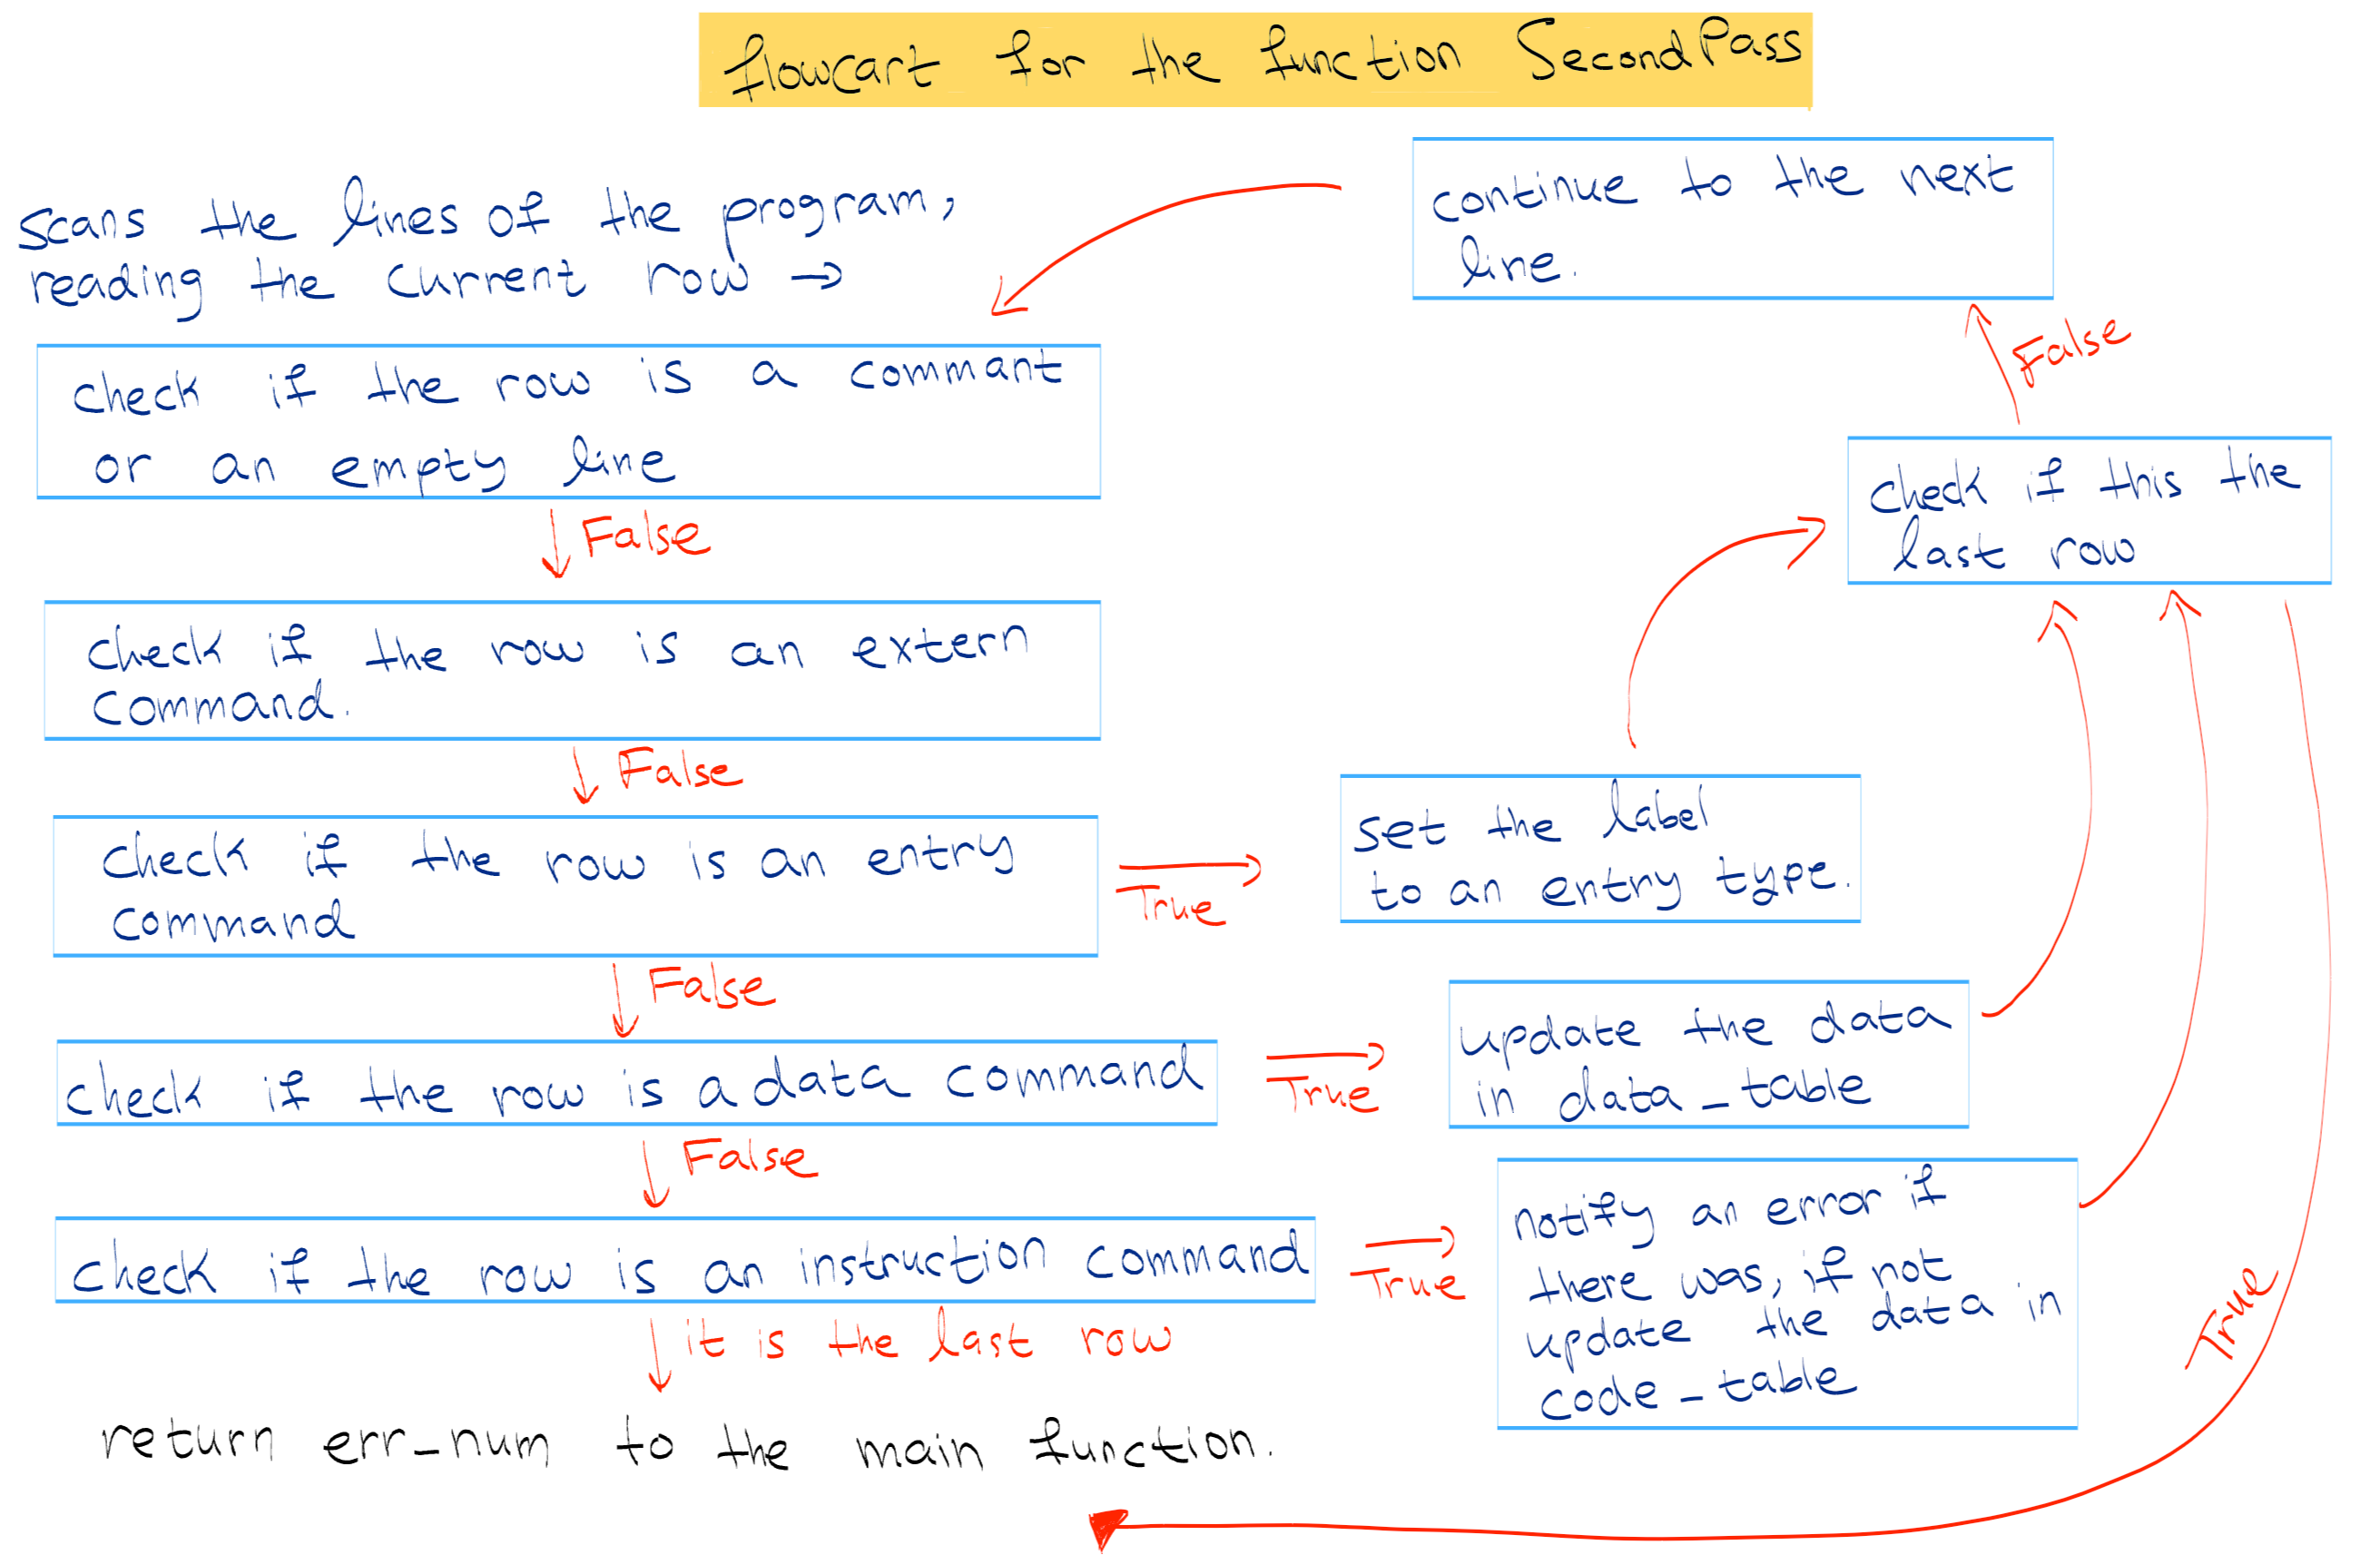 flowcart for the function SecondPass
scans the lines of the program,
reading the current row →
check if the row is a commant
or an empty line
False
check if the row is an extern
command.
False
check if the row is an entry
command
True
False
check if the row is a data command
True
False
check if the row is an instruction command
True
it is the last row
return err_num to the main function.
set the label
to an entry type.
update the data
in data_table
notify an error if
there was, if not
update the data in
code_table
check if this the
last row
False
continue to the next
line.
True